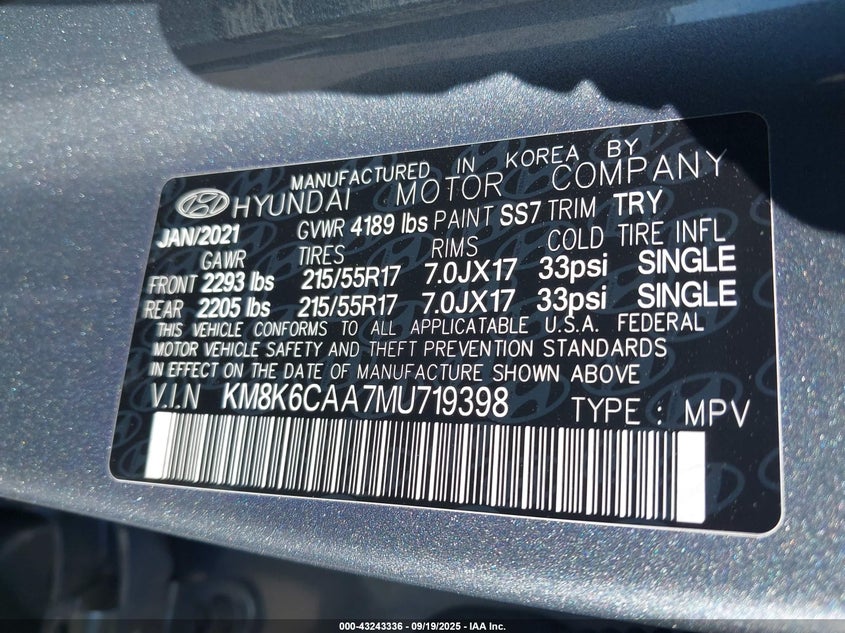 MANUFACTURED IN KOREA BY
HYUNDAI MOTOR COMPANY
JAN/2021 GVWR 4189 lbs PAINT SS7 TRIM TRY
GAWR TIRES RIMS COLD TIRE INFL
FRONT 2293 lbs 215/55R17 7.0JX17 33psi SINGLE
REAR 2205 lbs 215/55R17 7.0JX17 33psi SINGLE
THIS VEHICLE CONFORMS TO ALL APPLICATABLE U.S.A. FEDERAL
MOTOR VEHICLE SAFETY AND THEFT PREVENTION STANDARDS
IN EFFECT ON THE DATE OF MANUFACTURE SHOWN ABOVE
V.I.N KM8K6CAA7MU719398 TYPE : MPV
000-43243336 - 09/19/2025 - IAA Inc.